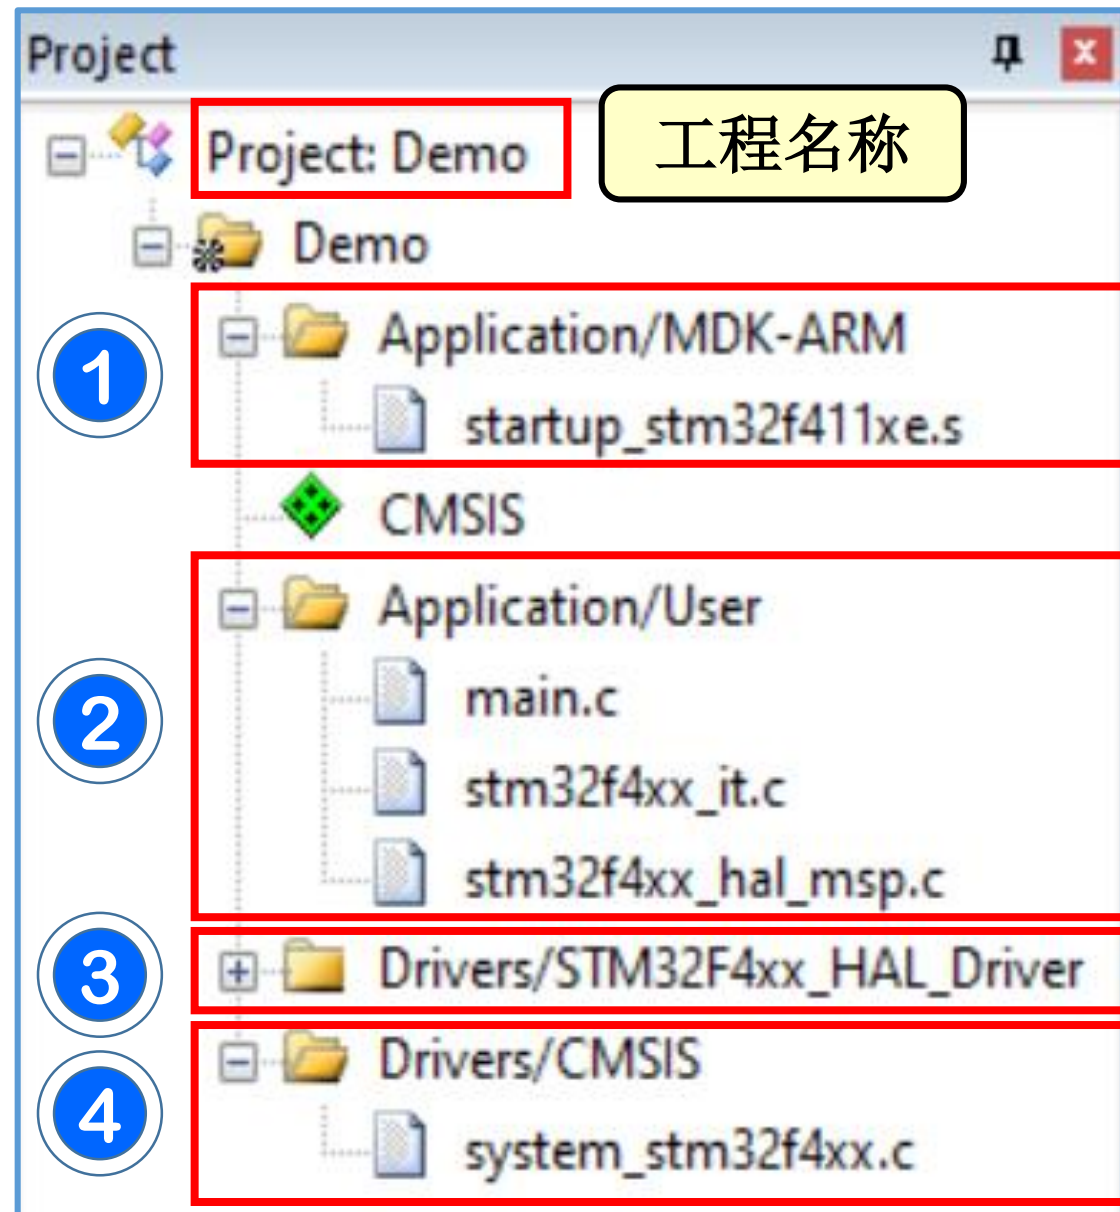 Project
Project: Demo
工程名称
Demo
1
Application/MDK-ARM
startup_stm32f411xe.s
CMSIS
2
Application/User
main.c
stm32f4xx_it.c
stm32f4xx_hal_msp.c
3
Drivers/STM32F4xx_HAL_Driver
4
Drivers/CMSIS
system_stm32f4xx.c